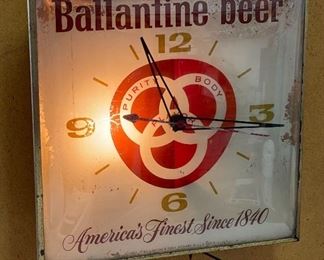 Ballantine beer
12
PURITY BODY
9 3
6
America's Finest Since 1840